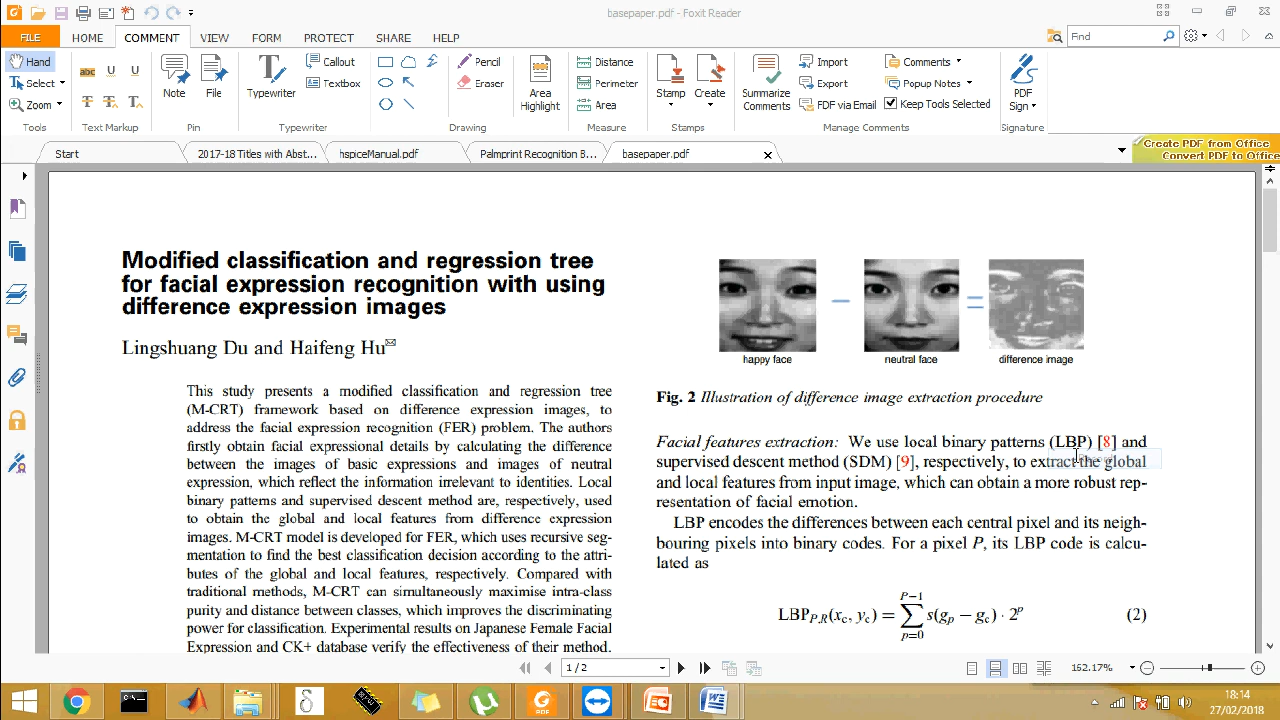 basepaper.pdf - Foxit Reader
FILE
HOME
COMMENT
VIEW
FORM
PROTECT
SHARE
HELP
Find
Hand
Select
Zoom
Tools
abc
U
U
T
T
T
Text Markup
Note
File
Pin
Typewriter
Callout
Textbox
Typewriter
Pencil
Eraser
Drawing
Area
Highlight
Distance
Perimeter
Area
Measure
Stamp
Create
Stamps
Summarize
Comments
Import
Export
FDF via Email
Comments
Popup Notes
Keep Tools Selected
Manage Comments
PDF
Sign
Signature
Start
2017-18 Titles with Abst...
hspiceManual.pdf
Palmprint Recognition B...
basepaper.pdf
Create PDF from Office
Convert PDF to Office
Modified classification and regression tree
for facial expression recognition with using
difference expression images
Lingshuang Du and Haifeng Hu✉
This study presents a modified classification and regression tree
(M-CRT) framework based on difference expression images, to
address the facial expression recognition (FER) problem. The authors
firstly obtain facial expressional details by calculating the difference
between the images of basic expressions and images of neutral
expression, which reflect the information irrelevant to identities. Local
binary patterns and supervised descent method are, respectively, used
to obtain the global and local features from difference expression
images. M-CRT model is developed for FER, which uses recursive seg-
mentation to find the best classification decision according to the attri-
butes of the global and local features, respectively. Compared with
traditional methods, M-CRT can simultaneously maximise intra-class
purity and distance between classes, which improves the discriminating
power for classification. Experimental results on Japanese Female Facial
Expression and CK+ database verify the effectiveness of their method.
− =
happy face
neutral face
difference image
Fig. 2 Illustration of difference image extraction procedure
Facial features extraction: We use local binary patterns (LBP) [8] and
supervised descent method (SDM) [9], respectively, to extract the global
and local features from input image, which can obtain a more robust rep-
resentation of facial emotion.
LBP encodes the differences between each central pixel and its neigh-
bouring pixels into binary codes. For a pixel P, its LBP code is calcu-
lated as
LBP_{P,R}(x_c, y_c) = ∑_{p=0}^{P−1} s(g_p − g_c) · 2^p (2)
1 / 2
152.17%
18:14
27/02/2018